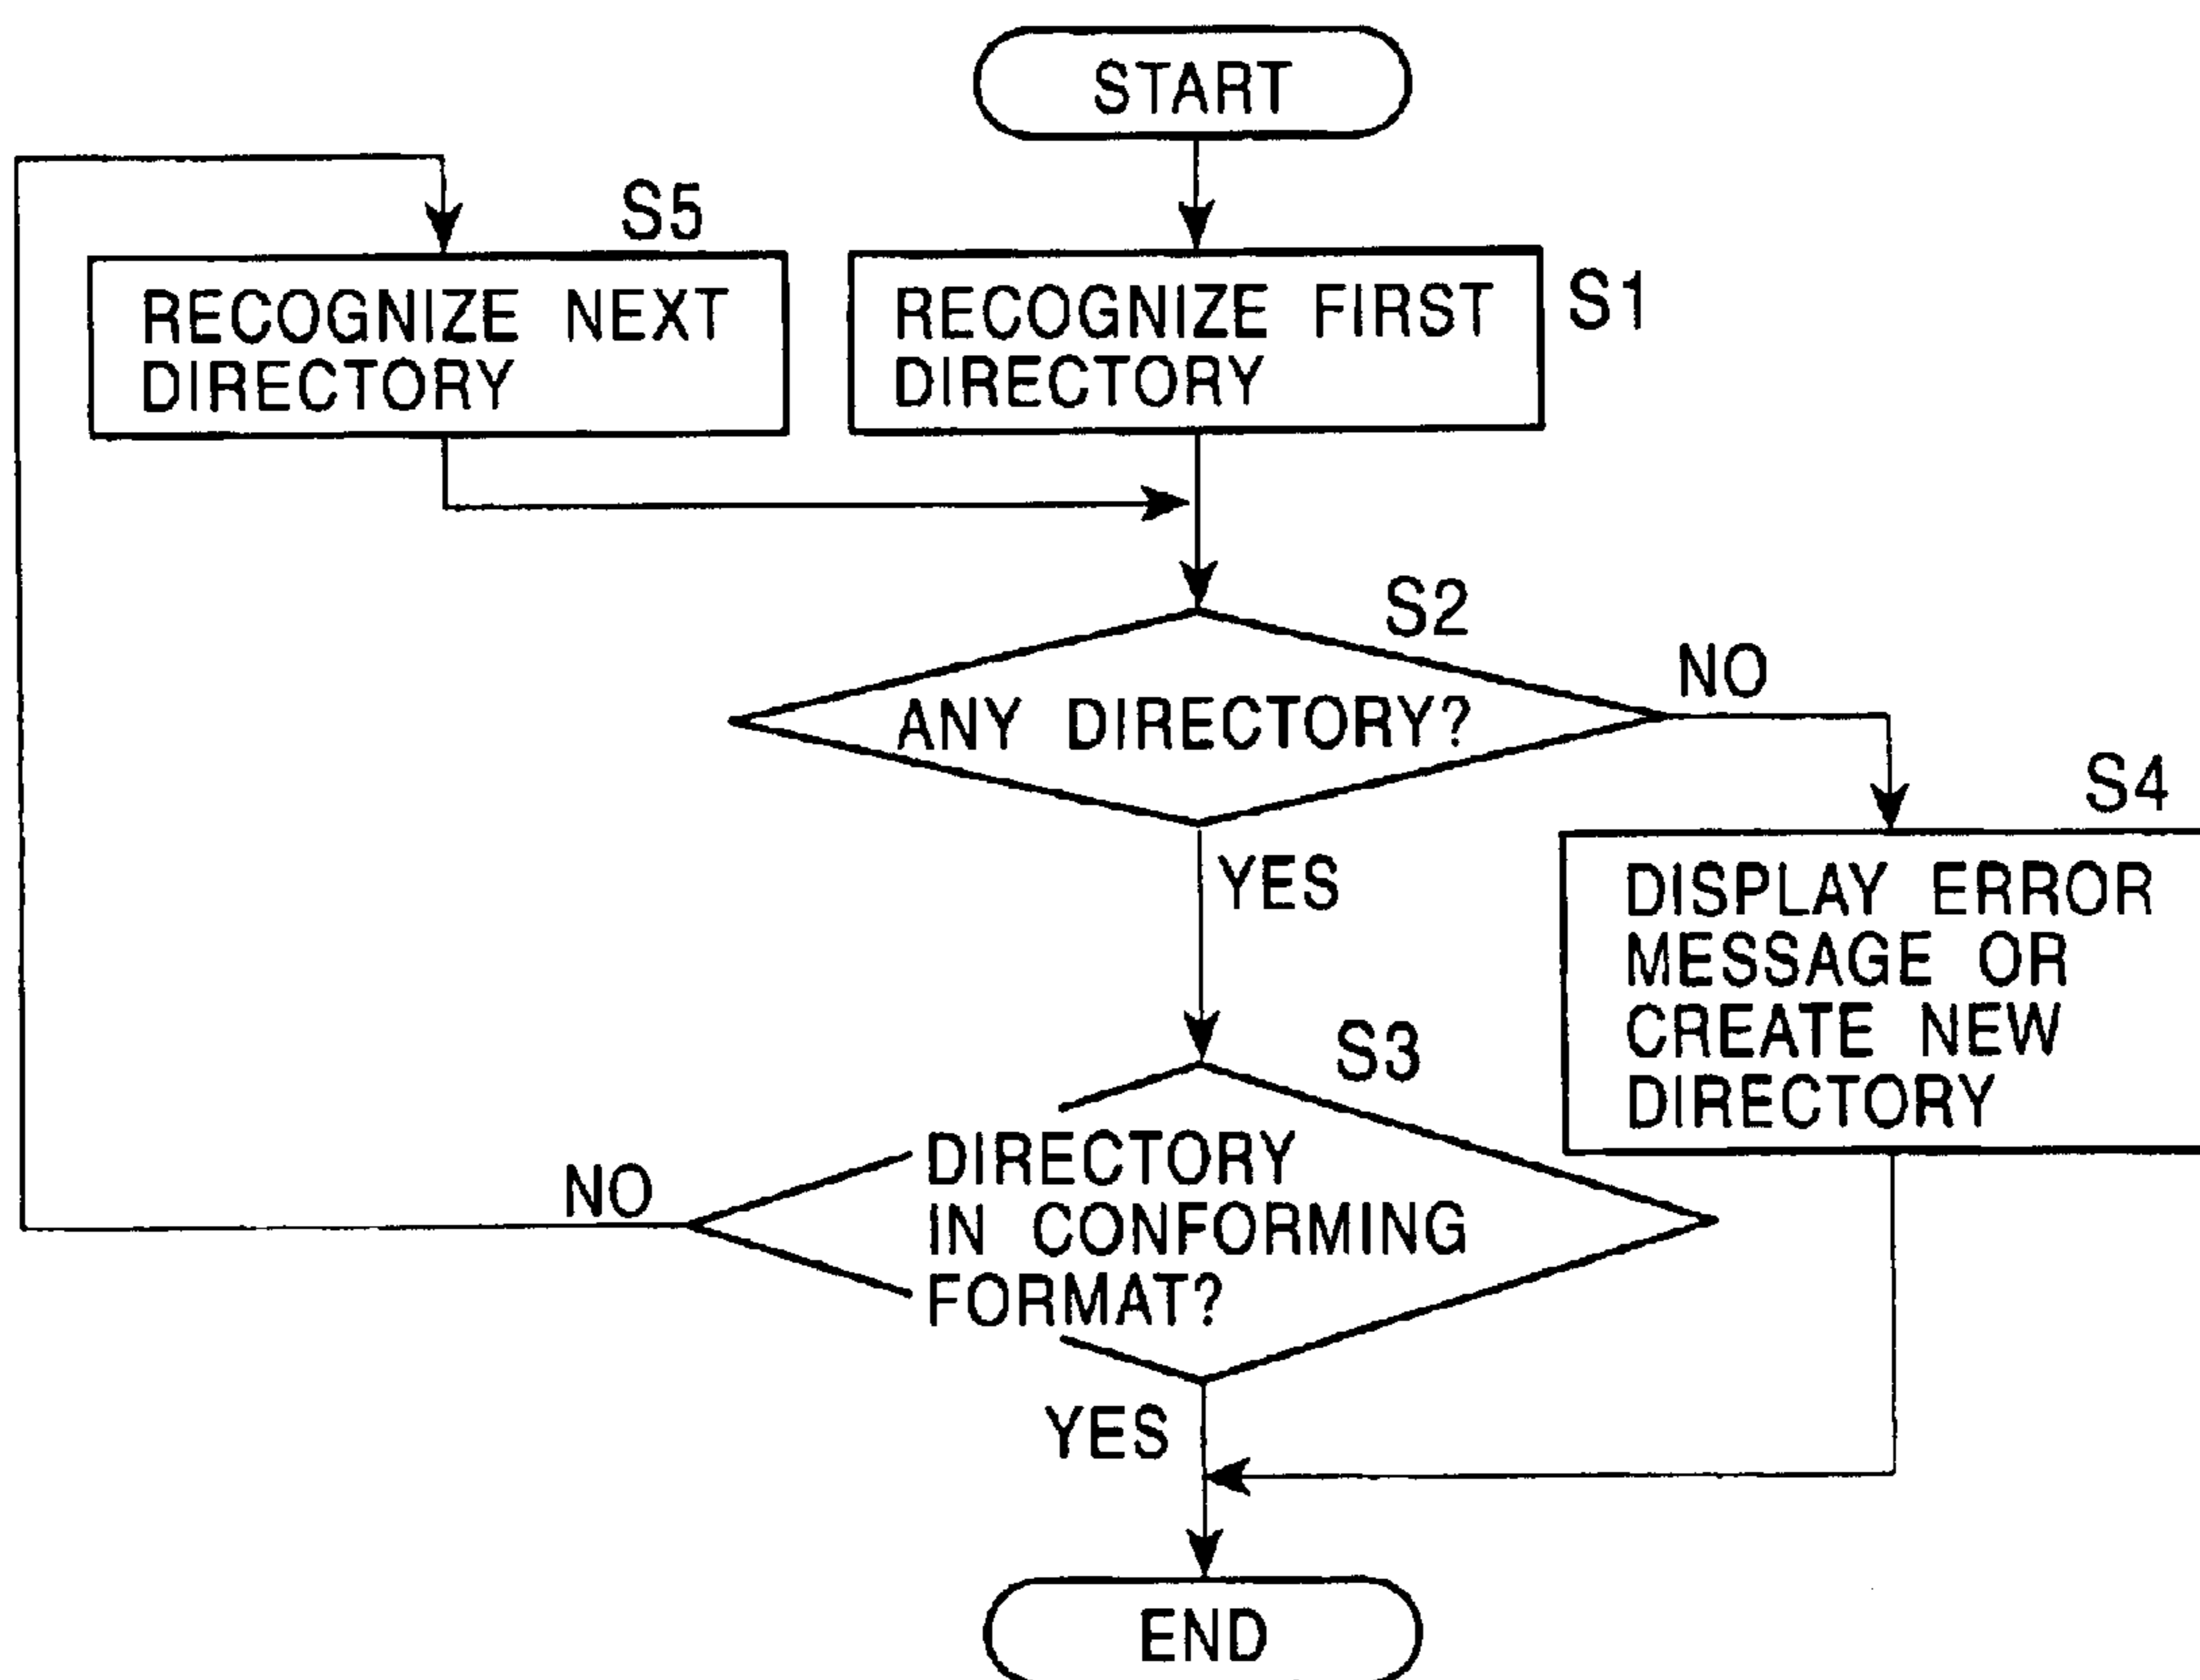 START
S5
RECOGNIZE NEXT
DIRECTORY
RECOGNIZE FIRST
DIRECTORY
S1
S2
ANY DIRECTORY?
NO
S4
YES
DISPLAY ERROR
MESSAGE OR
CREATE NEW
DIRECTORY
S3
DIRECTORY
IN CONFORMING
FORMAT?
NO
YES
END